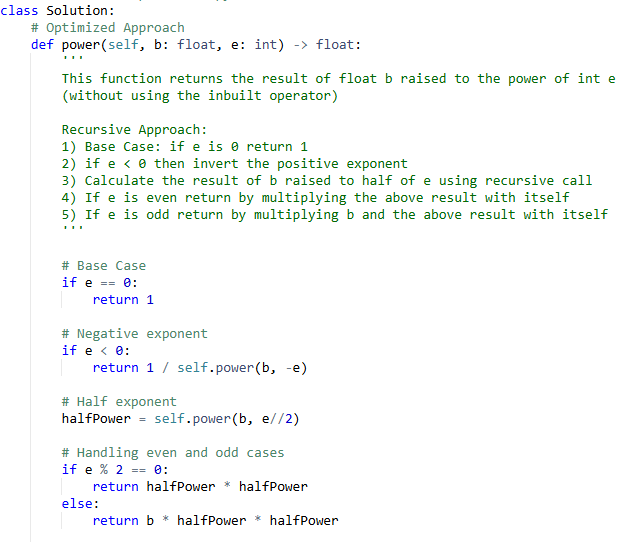 class Solution:
    # Optimized Approach
    def power(self, b: float, e: int) -> float:
        '''
        This function returns the result of float b raised to the power of int e
        (without using the inbuilt operator)

        Recursive Approach:
        1) Base Case: if e is 0 return 1
        2) if e < 0 then invert the positive exponent
        3) Calculate the result of b raised to half of e using recursive call
        4) If e is even return by multiplying the above result with itself
        5) If e is odd return by multiplying b and the above result with itself
        '''

        # Base Case
        if e == 0:
            return 1

        # Negative exponent
        if e < 0:
            return 1 / self.power(b, -e)

        # Half exponent
        halfPower = self.power(b, e//2)

        # Handling even and odd cases
        if e % 2 == 0:
            return halfPower * halfPower
        else:
            return b * halfPower * halfPower